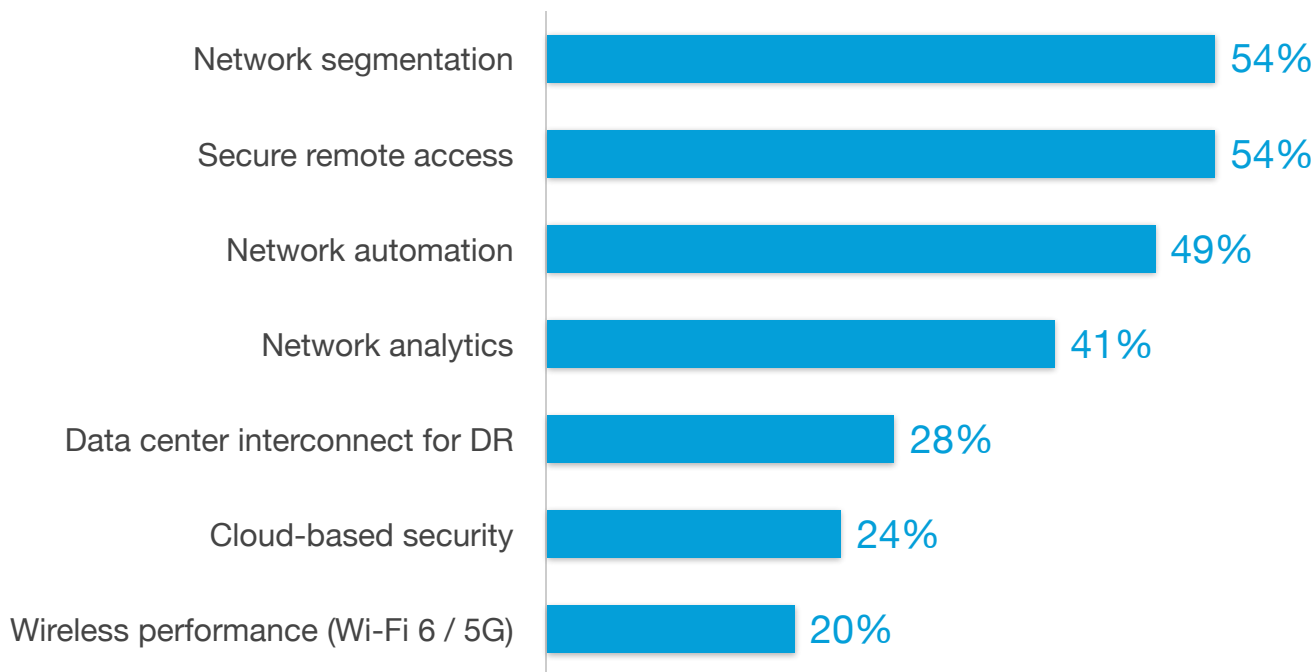 Network segmentation 54%
Secure remote access 54%
Network automation 49%
Network analytics 41%
Data center interconnect for DR 28%
Cloud-based security 24%
Wireless performance (Wi-Fi 6 / 5G) 20%